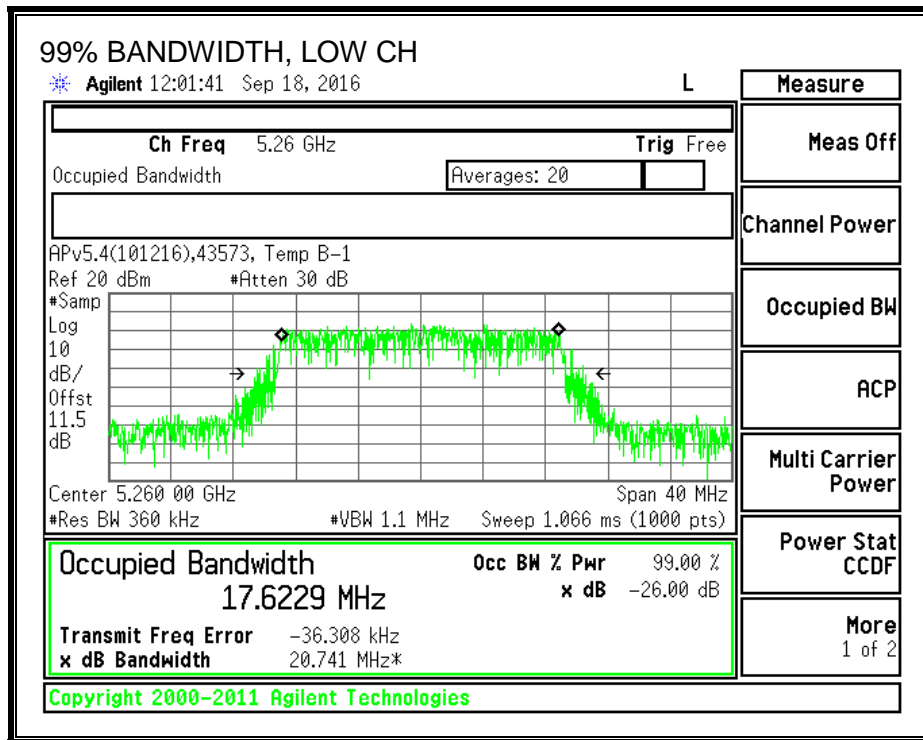 99% BANDWIDTH, LOW CH
Agilent 12:01:41 Sep 18, 2016 L
Measure
Ch Freq 5.26 GHz Trig Free
Meas Off
Occupied Bandwidth Averages: 20
Channel Power
APv5.4(101216),43573, Temp B-1
Ref 20 dBm #Atten 30 dB
#Samp
Log
10
dB/
Offst
11.5
dB
Occupied BW
ACP
Multi Carrier
Power
Center 5.260 00 GHz Span 40 MHz
#Res BW 360 kHz #VBW 1.1 MHz Sweep 1.066 ms (1000 pts)
Power Stat
CCDF
Occupied Bandwidth
17.6229 MHz
Occ BW % Pwr 99.00 %
x dB -26.00 dB
Transmit Freq Error -36.308 kHz
x dB Bandwidth 20.741 MHz*
More
1 of 2
Copyright 2000-2011 Agilent Technologies